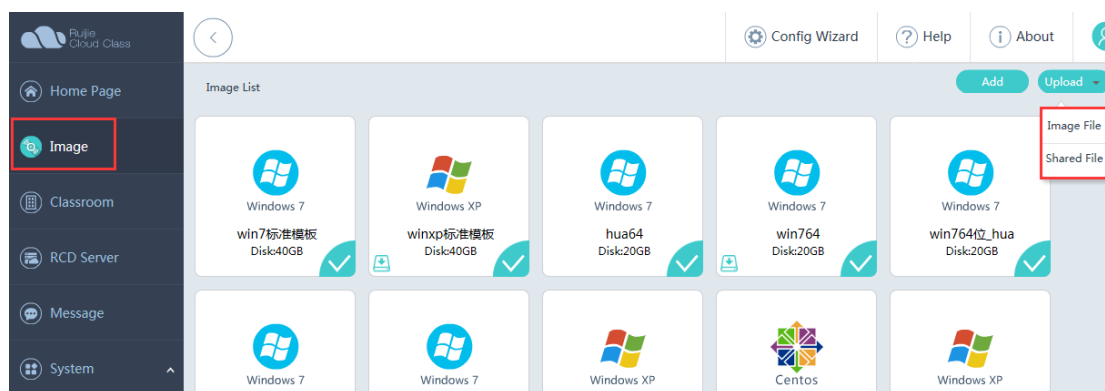 Ruijie
Cloud Class
Config Wizard
Help
About
Home Page
Image
Classroom
RCD Server
Message
System
Image List
Add
Upload
Image File
Shared File
Windows 7
win7标准模板
Disk:40GB
Windows XP
winxp标准模板
Disk:40GB
Windows 7
hua64
Disk:20GB
Windows 7
win764
Disk:20GB
Windows 7
win764位_hua
Disk:20GB
Windows 7
Windows 7
Windows XP
Centos
Windows XP